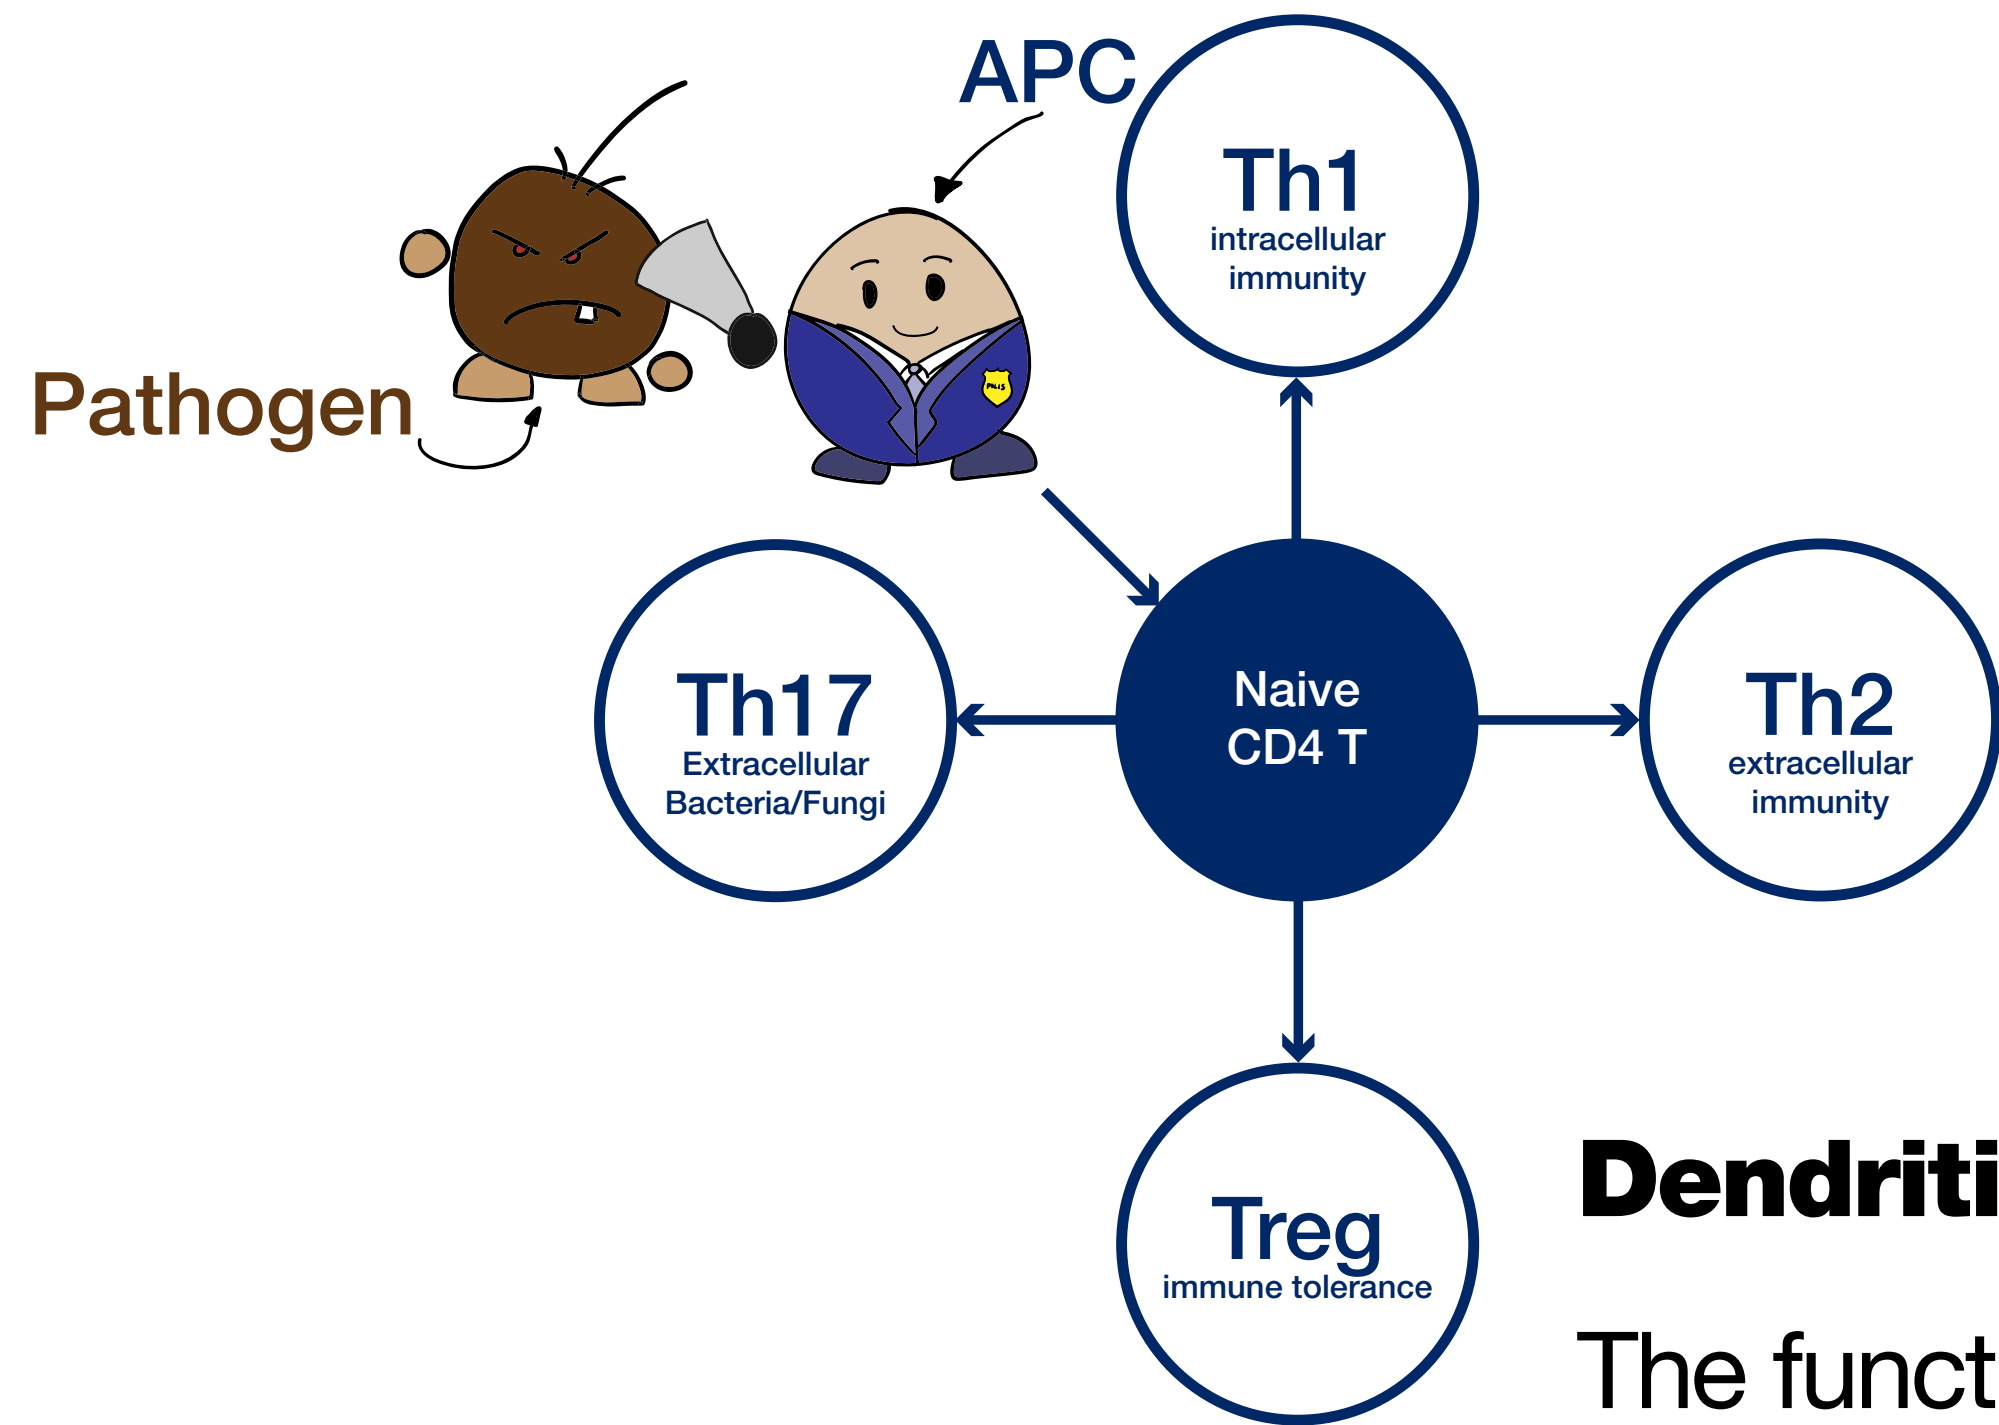 APC
Pathogen
Th1
intracellular
immunity
Th17
Extracellular
Bacteria/Fungi
Naive
CD4 T
Th2
extracellular
immunity
Treg
immune tolerance
Dendriti
The funct